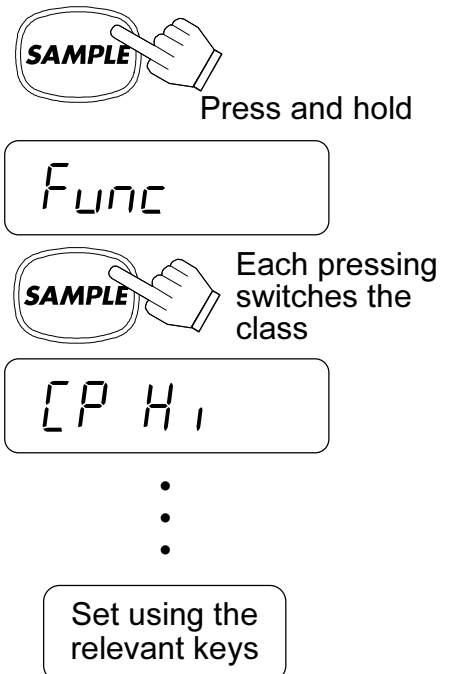 SAMPLE
Press and hold
Func
SAMPLE
Each pressing
switches the
class
CP Hi
Set using the
relevant keys